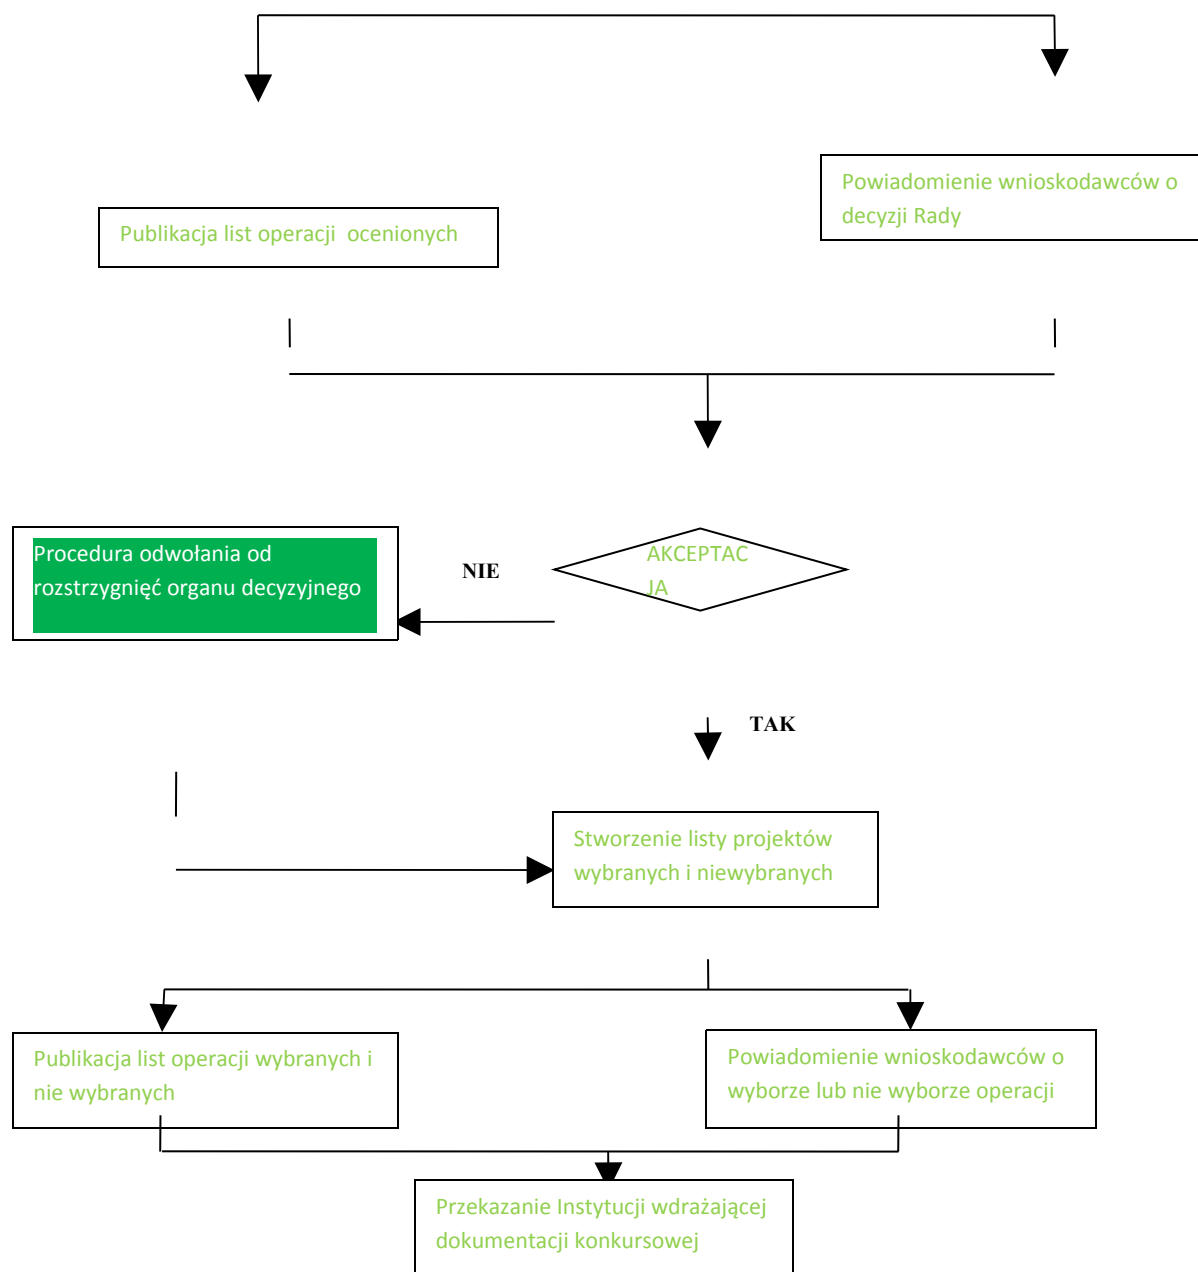 Powiadomienie wnioskodawców o
decyzji Rady
Publikacja list operacji  ocenionych
Procedura odwołania od
rozstrzygnięć organu decyzyjnego
NIE
AKCEPTAC
JA
TAK
Stworzenie listy projektów
wybranych i niewybranych
Publikacja list operacji wybranych i
nie wybranych
Powiadomienie wnioskodawców o
wyborze lub nie wyborze operacji
Przekazanie Instytucji wdrażającej
dokumentacji konkursowej